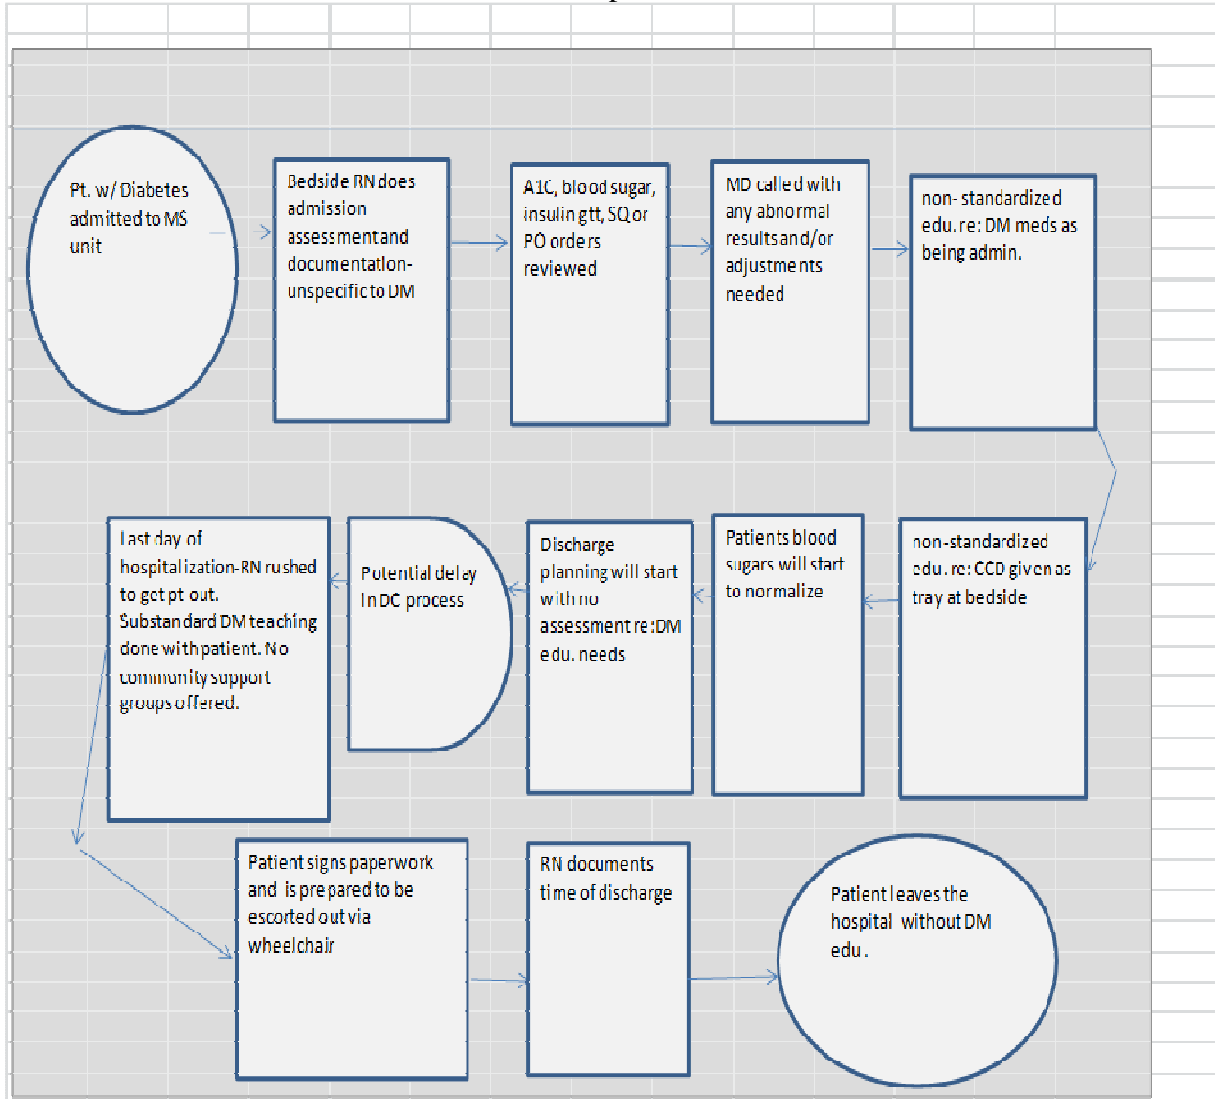 Pt. w/ Diabetes
admitted to MS
unit
Bedside RN does
admission
assessment and
documentation-
unspecific to DM
A1C, blood sugar,
insulin gtt, SQ or
PO orders
reviewed
MD called with
any abnormal
results and/or
adjustments
needed
non- standardized
edu. re: DM meds as
being admin.
non-standardized
edu. re: CCD given as
tray at bedside
Patients blood
sugars will start
to normalize
Discharge
planning will start
with no
assessment re: DM
edu. needs
Potential delay
in DC process
Last day of
hospitalization-RN rushed
to get pt out.
Substandard DM teaching
done with patient. No
community support
groups offered.
Patient signs paperwork
and is prepared to be
escorted out via
wheelchair
RN documents
time of discharge
Patient leaves the
hospital without DM
edu.